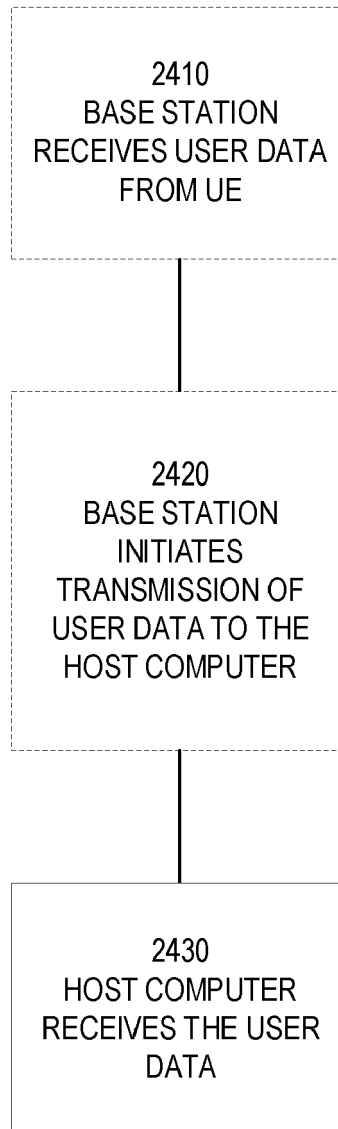 2410
BASE STATION
RECEIVES USER DATA
FROM UE
2420
BASE STATION
INITIATES
TRANSMISSION OF
USER DATA TO THE
HOST COMPUTER
2430
HOST COMPUTER
RECEIVES THE USER
DATA